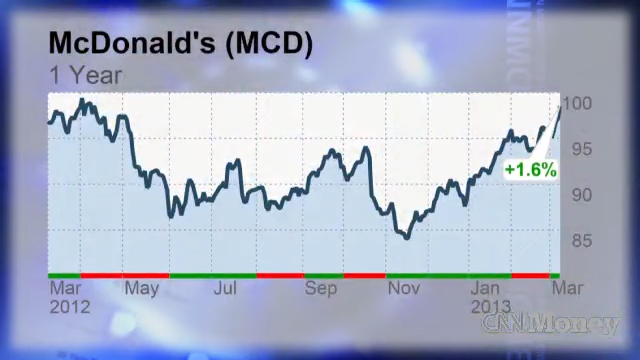 McDonald's (MCD)
1 Year
100
95
+1.6%
90
85
Mar May Jul Sep Nov Jan Mar
2012 2013
CNNMoney